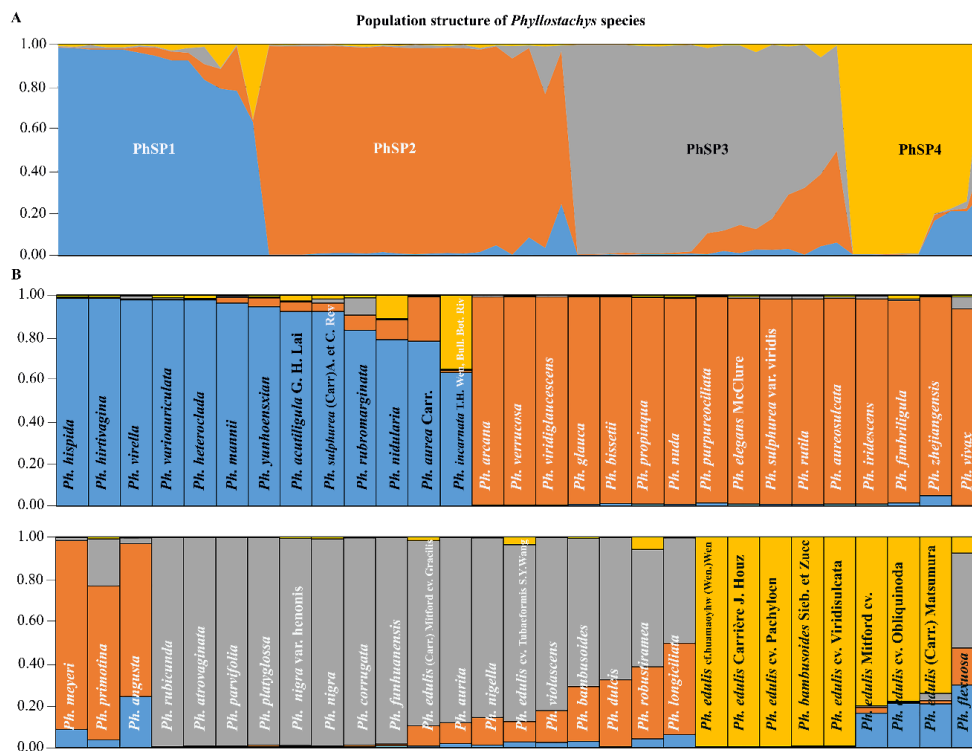 A
Population structure of Phyllostachys species
1.00
0.80
0.60
0.40
0.20
0.00
PhSP1
PhSP2
PhSP3
PhSP4
B
1.00
0.80
0.60
0.40
0.20
0.00
Ph. hispida
Ph. hirtivagina
Ph. virella
Ph. varioauriculata
Ph. heteroclada
Ph. mannii
Ph. yunhoensxian
Ph. acutiligula G. H. Lai
Ph. sulphurea (Carr)A. et C. Rev
Ph. rubromarginata
Ph. nidularia
Ph. aurea Carr.
Ph. incarnata T.H. Wen, Bull. Bot. Riv
Ph. arcana
Ph. verrucosa
Ph. viridiglaucescens
Ph. glauca
Ph. bissetii
Ph. propinqua
Ph. nuda
Ph. purpureociliata
Ph. elegans McClure
Ph. sulphurea var. viridis
Ph. rutila
Ph. aureosulcata
Ph. iridescens
Ph. fimbriligula
Ph. zhejiangensis
Ph. vivax
1.00
0.80
0.60
0.40
0.20
0.00
Ph. meyeri
Ph. primotina
Ph. angusta
Ph. rubicunda
Ph. atrovaginata
Ph. parvifolia
Ph. platyglossa
Ph. nigra var. henonis
Ph. nigra
Ph. corrugata
Ph. funhuanensis
Ph. edulis (Carr.) Mitford cv. Gracilis
Ph. aurita
Ph. nigella
Ph. edulis cv. tubaeformis S.Y.Wang
Ph. violascens
Ph. bambusoides
Ph. dulcis
Ph. robustiramea
Ph. longiciliata
Ph. edulis cf.huamaoyhw (Wen.)Wen
Ph. edulis Carrière J. Houz
Ph. edulis cv. Pachyloen
Ph. bambusoides Sieb. et Zucc
Ph. edulis cv. Viridisulcata
Ph. edulis Mitford cv.
Ph. edulis cv. Obliquinoda
Ph. edulis (Carr.) Matsumura
Ph. flexuosa